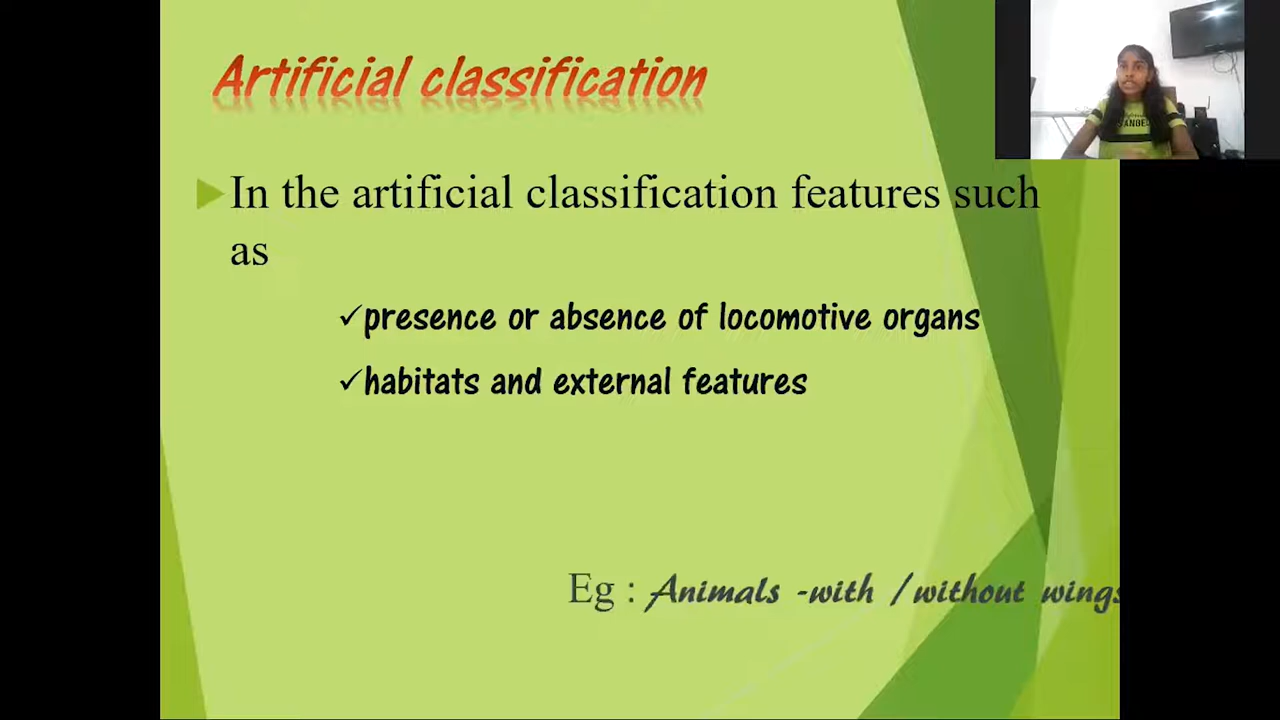 Artificial classification
In the artificial classification features such
as
✓presence or absence of locomotive organs
✓habitats and external features
Eg : Animals -with /without wings